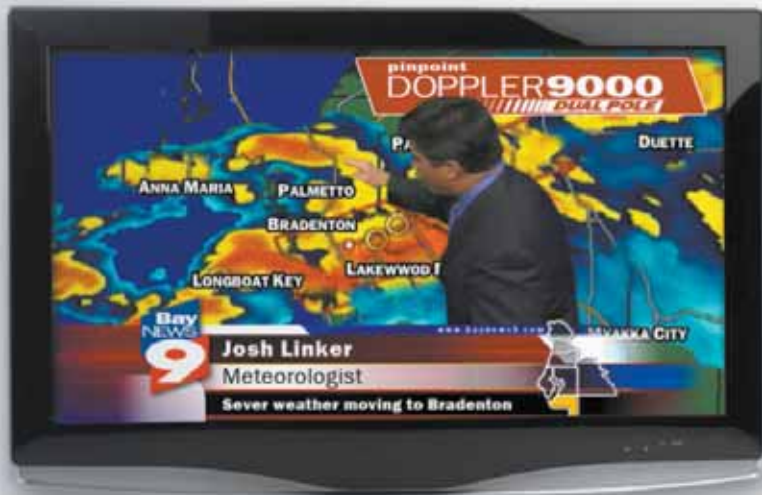 pinpoint
DOPPLER9000
DUAL POLE
PA
DUETTE
ANNA MARIA
PALMETTO
BRADENTON
LONGBOAT KEY
LAKEWWOD
MYAKKA CITY
Bay
NEWS
9
Josh Linker
Meteorologist
Sever weather moving to Bradenton